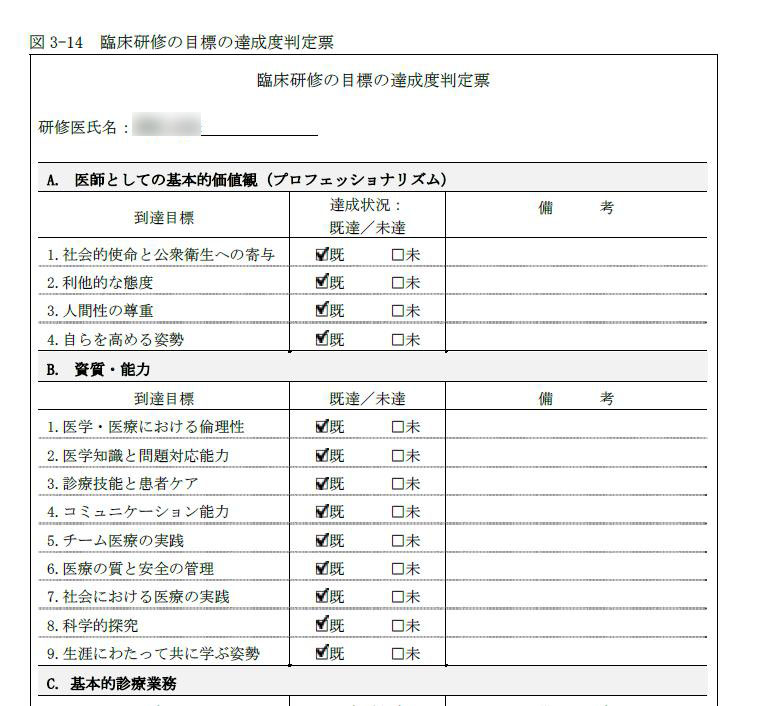 図 3-14 臨床研修の目標の達成度判定票
臨床研修の目標の達成度判定票
研修医氏名：
A. 医師としての基本的価値観（プロフェッショナリズム）
到達目標 達成状況：既達／未達 備 考
1.社会的使命と公衆衛生への寄与 ☑既 □未
2.利他的な態度 ☑既 □未
3.人間性の尊重 ☑既 □未
4.自らを高める姿勢 ☑既 □未
B. 資質・能力
到達目標 既達／未達 備 考
1.医学・医療における倫理性 ☑既 □未
2.医学知識と問題対応能力 ☑既 □未
3.診療技能と患者ケア ☑既 □未
4.コミュニケーション能力 ☑既 □未
5.チーム医療の実践 ☑既 □未
6.医療の質と安全の管理 ☑既 □未
7.社会における医療の実践 ☑既 □未
8.科学的探究 ☑既 □未
9.生涯にわたって共に学ぶ姿勢 ☑既 □未
C. 基本的診療業務